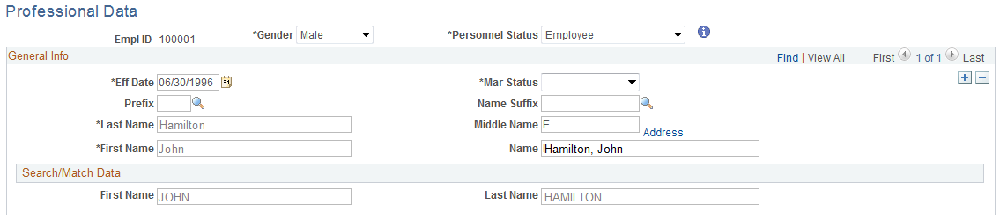 Professional Data
Empl ID 100001 *Gender Male *Personnel Status Employee
General Info Find | View All First 1 of 1 Last
*Eff Date 06/30/1996 31 *Mar Status
Prefix Name Suffix
*Last Name Hamilton Middle Name E
Address
*First Name John Name Hamilton, John
Search/Match Data
First Name JOHN Last Name HAMILTON